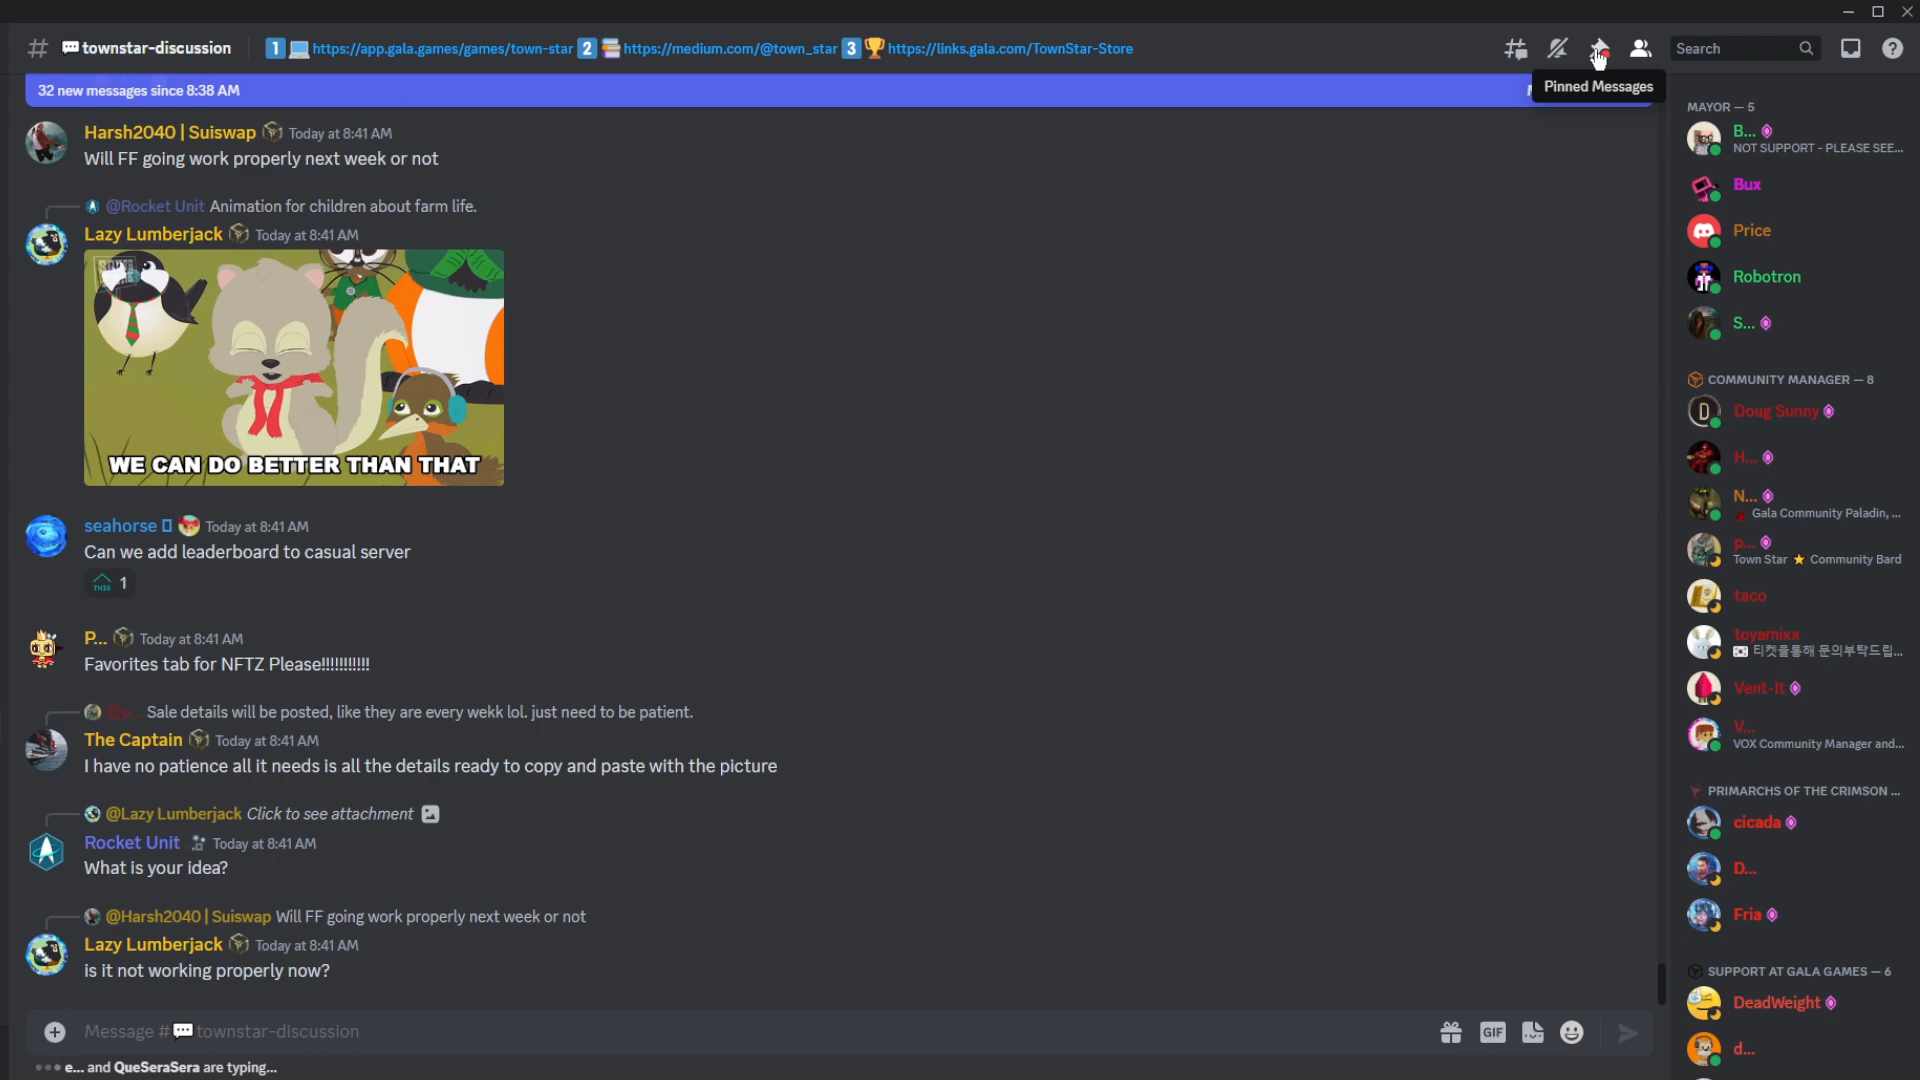 townstar-discussion 1 https://app.gala.games/games/town-star 2 https://medium.com/@town_star 3 https://links.gala.com/TownStar-Store
Search
Pinned Messages
32 new messages since 8:38 AM
Harsh2040 | Suiswap Today at 8:41 AM
Will FF going work properly next week or not
@Rocket Unit Animation for children about farm life.
Lazy Lumberjack Today at 8:41 AM
WE CAN DO BETTER THAN THAT
seahorse Today at 8:41 AM
Can we add leaderboard to casual server
THIS 1
P... Today at 8:41 AM
Favorites tab for NFTZ Please!!!!!!!!!!!
@p... Sale details will be posted, like they are every wekk lol. just need to be patient.
The Captain Today at 8:41 AM
I have no patience all it needs is all the details ready to copy and paste with the picture
@Lazy Lumberjack Click to see attachment
Rocket Unit Today at 8:41 AM
What is your idea?
@Harsh2040 | Suiswap Will FF going work properly next week or not
Lazy Lumberjack Today at 8:41 AM
is it not working properly now?
Message # townstar-discussion
GIF
e... and QueSeraSera are typing...
MAYOR — 5
B...
NOT SUPPORT - PLEASE SEE...
Bux
Price
Robotron
S...
COMMUNITY MANAGER — 8
Doug Sunny
H...
N...
Gala Community Paladin, ...
p...
Town Star ⭐ Community Bard
taco
toyamixʀ
티켓을통해 문의부탁드립...
Vent-It
V...
VOX Community Manager and...
PRIMARCHS OF THE CRIMSON ...
cicada
D...
Fria
SUPPORT AT GALA GAMES — 6
DeadWeight
d...